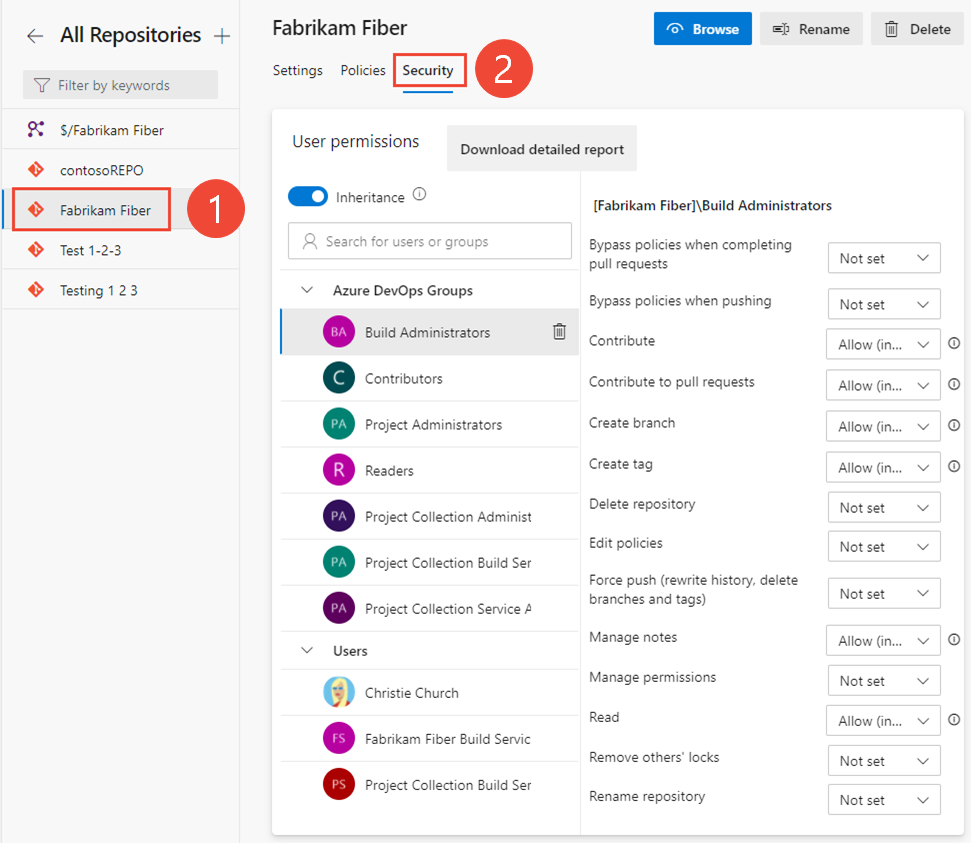 All Repositories
Filter by keywords
$/Fabrikam Fiber
contosoREPO
Fabrikam Fiber
1
Test 1-2-3
Testing 1 2 3
Fabrikam Fiber
Browse
Rename
Delete
Settings
Policies
Security
2
User permissions
Download detailed report
Inheritance
Search for users or groups
Azure DevOps Groups
BA Build Administrators
C Contributors
PA Project Administrators
R Readers
PA Project Collection Administ
PA Project Collection Build Ser
PA Project Collection Service A
Users
Christie Church
FS Fabrikam Fiber Build Servic
PS Project Collection Build Ser
[Fabrikam Fiber]\Build Administrators
Bypass policies when completing
pull requests
Not set
Bypass policies when pushing
Not set
Contribute
Allow (in...
Contribute to pull requests
Allow (in...
Create branch
Allow (in...
Create tag
Allow (in...
Delete repository
Not set
Edit policies
Not set
Force push (rewrite history, delete
branches and tags)
Not set
Manage notes
Allow (in...
Manage permissions
Not set
Read
Allow (in...
Remove others' locks
Not set
Rename repository
Not set